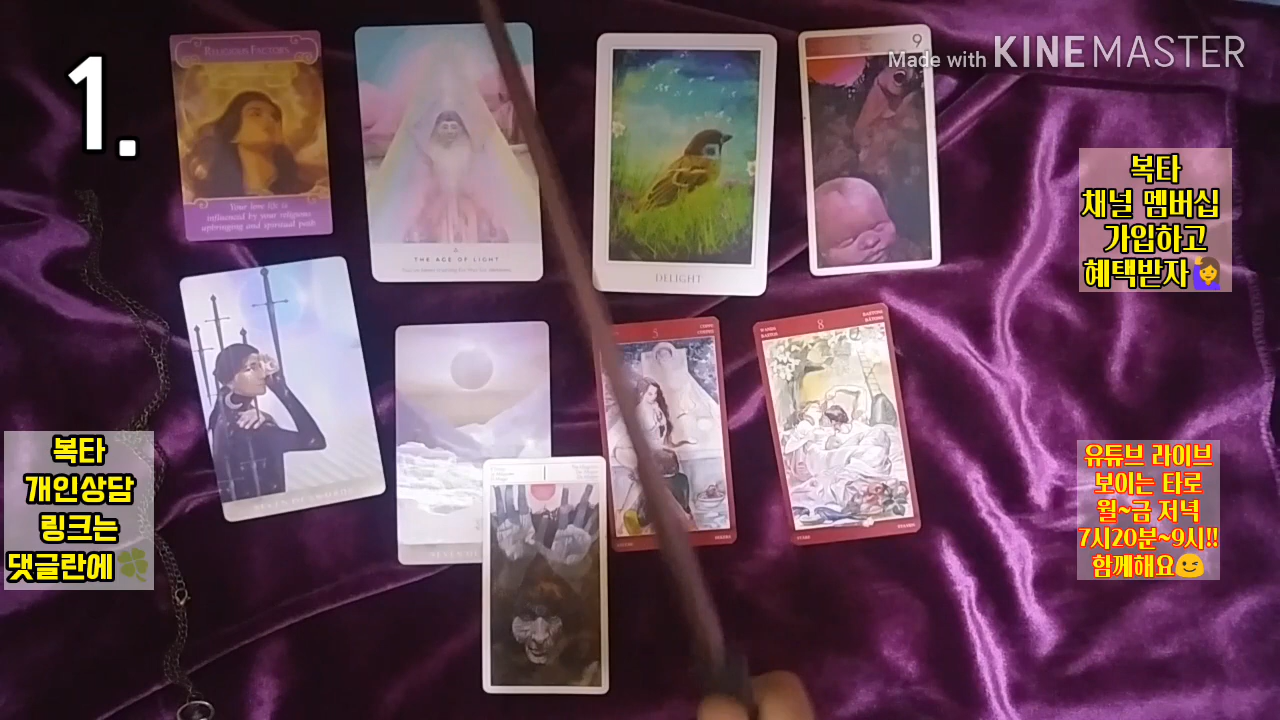 1.
RELIGIOUS FACTORS
Your love life is
influenced by your religious
upbringing and spiritual path
THE AGE OF LIGHT
DELIGHT
9
Made with KINEMASTER
복타
채널 멤버십
가입하고
혜택받자
SEVEN OF SWORDS
SEVEN OF
5
8
복타
개인상담
링크는
댓글란에
유튜브 라이브
보이는 타로
월~금 저녁
7시20분~9시!!
함께해요